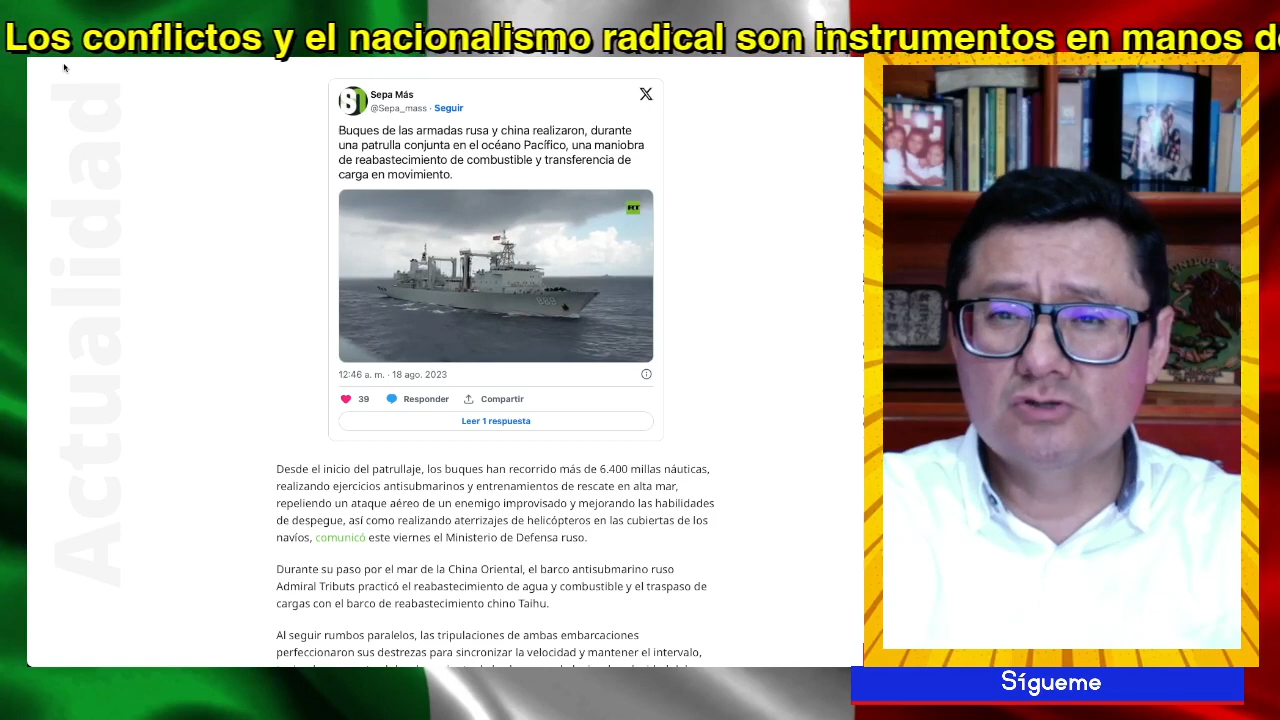 Los conflictos y el nacionalismo radical son instrumentos en manos d
Actualidad
Sepa Más
@Sepa_mass · Seguir
Buques de las armadas rusa y china realizaron, durante
una patrulla conjunta en el océano Pacífico, una maniobra
de reabastecimiento de combustible y transferencia de
carga en movimiento.
RT
889
12:46 a. m. · 18 ago. 2023
39 Responder Compartir
Leer 1 respuesta
Desde el inicio del patrullaje, los buques han recorrido más de 6.400 millas náuticas,
realizando ejercicios antisubmarinos y entrenamientos de rescate en alta mar,
repeliendo un ataque aéreo de un enemigo improvisado y mejorando las habilidades
de despegue, así como realizando aterrizajes de helicópteros en las cubiertas de los
navíos, comunicó este viernes el Ministerio de Defensa ruso.
Durante su paso por el mar de la China Oriental, el barco antisubmarino ruso
Admiral Tributs practicó el reabastecimiento de agua y combustible y el traspaso de
cargas con el barco de reabastecimiento chino Taihu.
Al seguir rumbos paralelos, las tripulaciones de ambas embarcaciones
perfeccionaron sus destrezas para sincronizar la velocidad y mantener el intervalo,
Sígueme